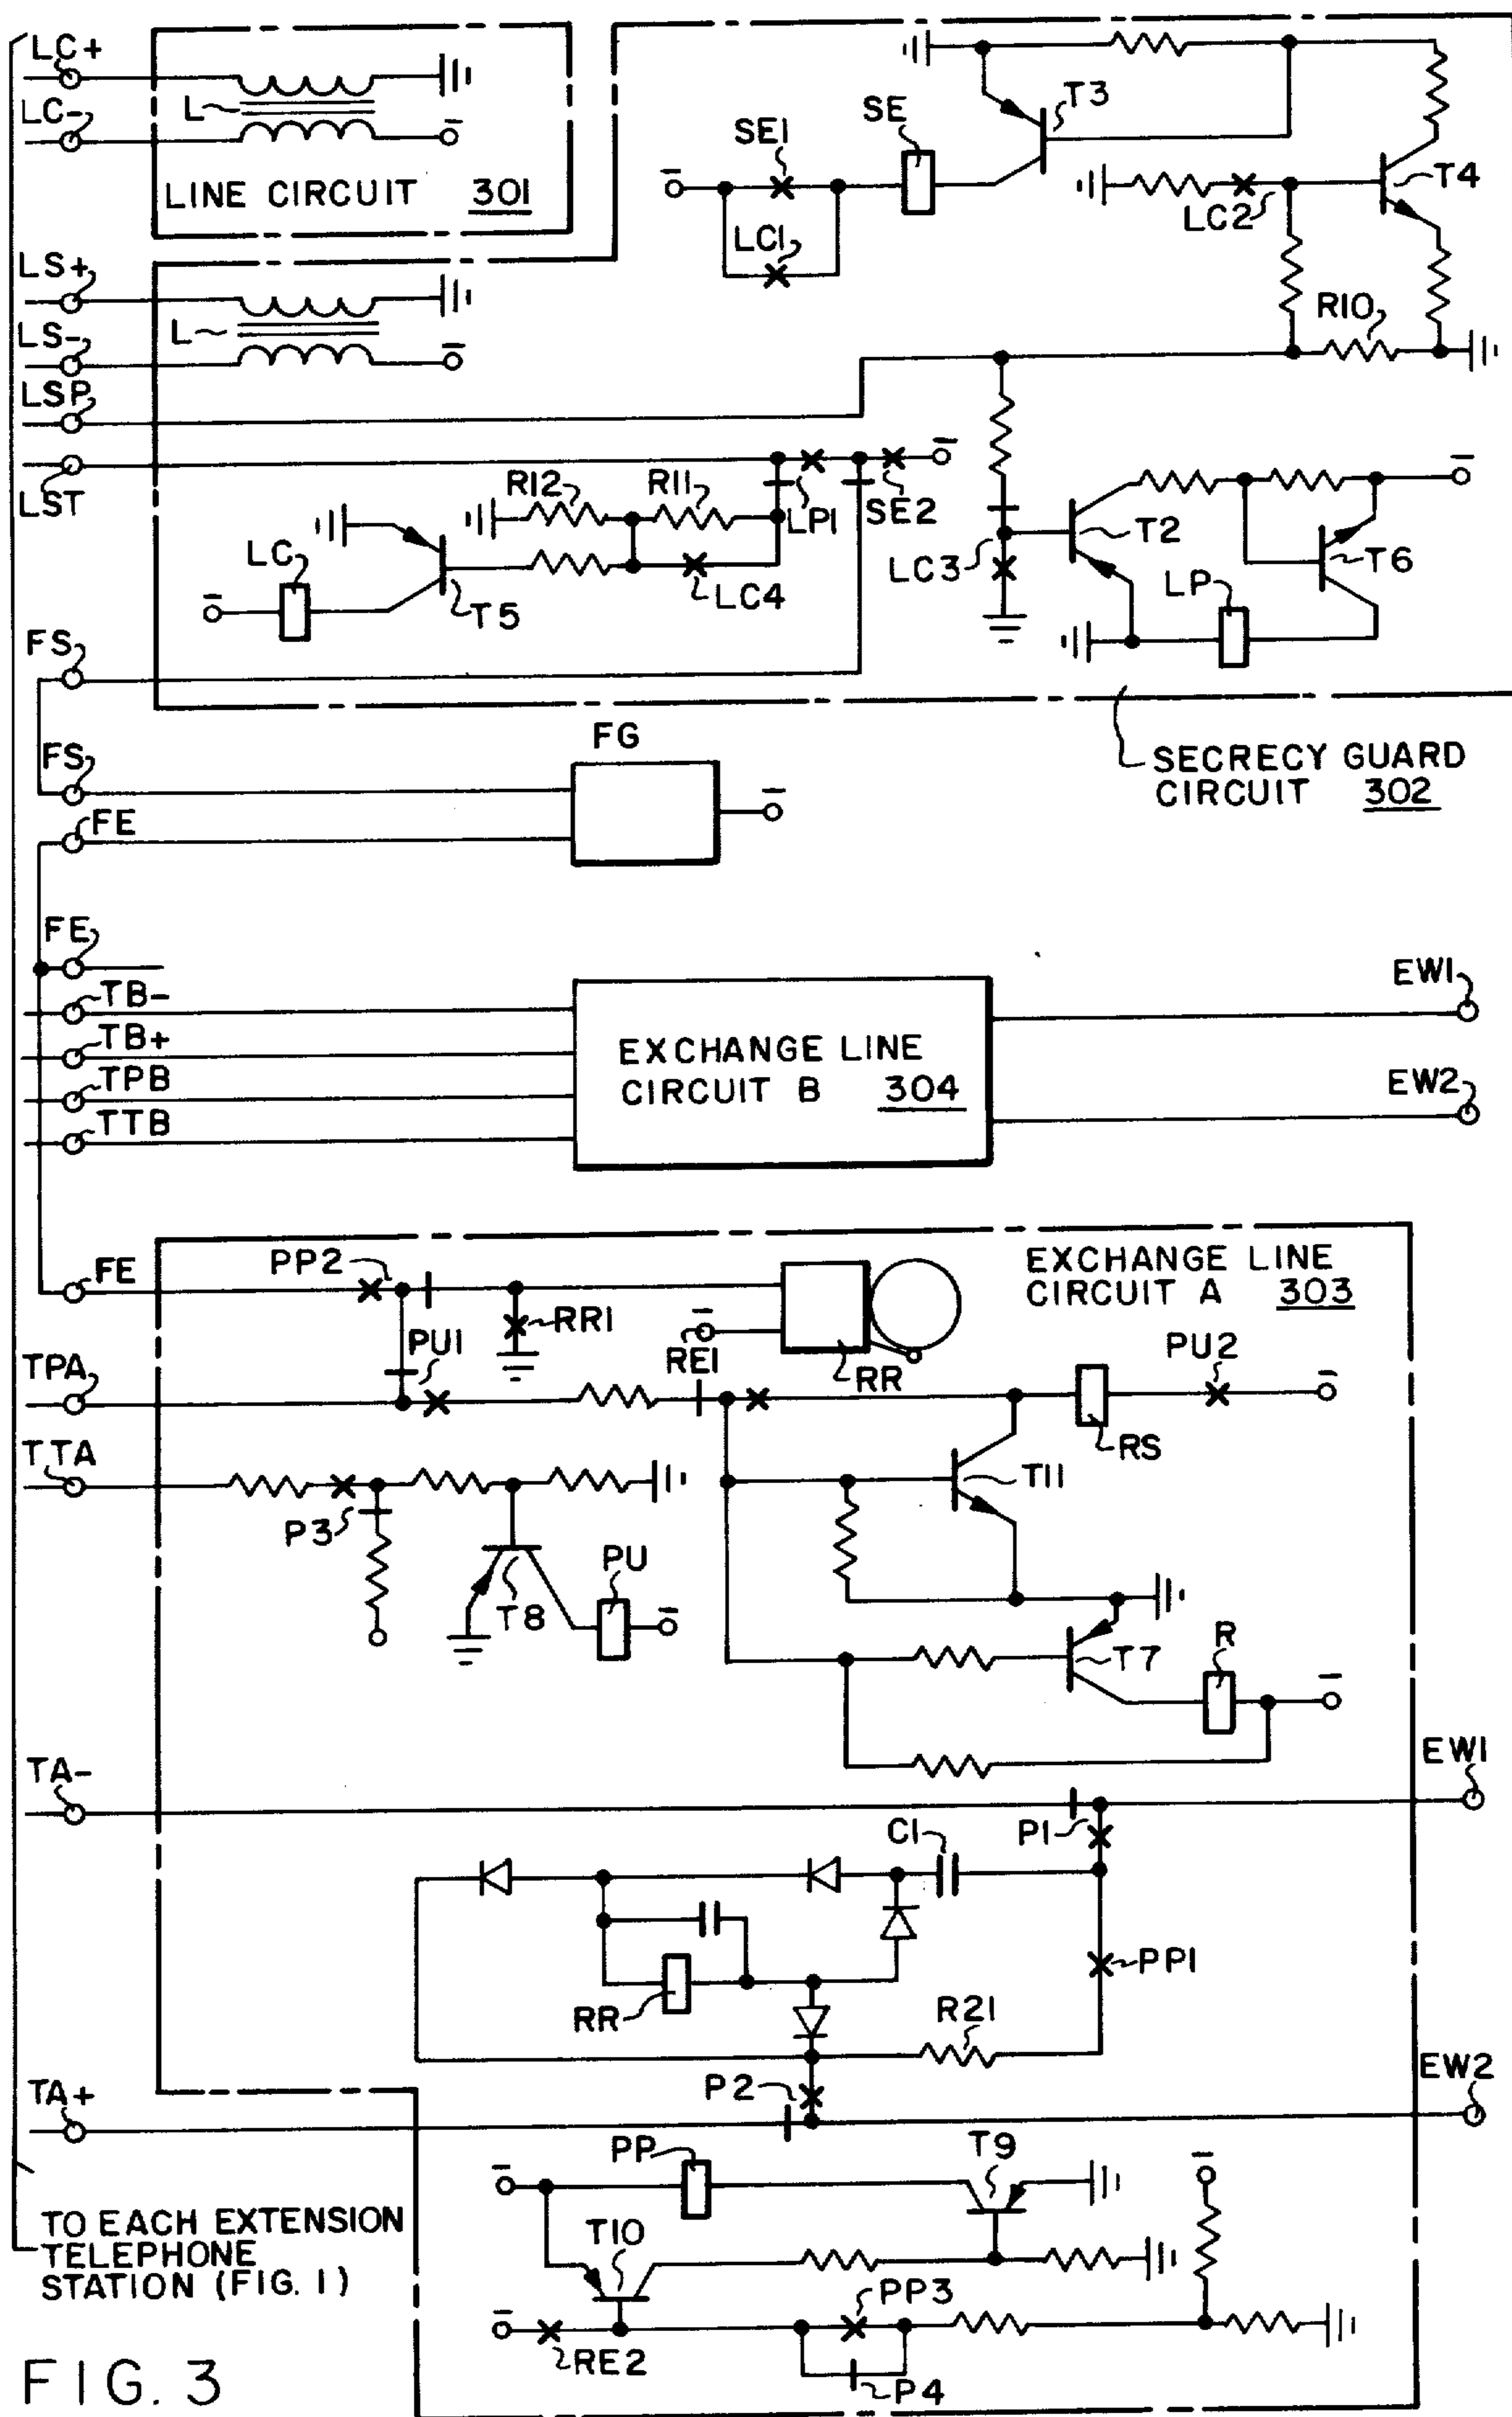 LC+
LC-
L
LINE CIRCUIT 301
LS+
LS-
L
LSP
LST
SE1
SE
T3
LC1
LC2
T4
R10
R12
R11
LP1
SE2
LC
T5
LC4
LC3
T2
LP
T6
FS
SECRECY GUARD
CIRCUIT 302
FG
FS
FE
FE
TB-
TB+
TPB
TTB
EXCHANGE LINE
CIRCUIT B 304
EW1
EW2
FE
PP2
RR1
EXCHANGE LINE
CIRCUIT A 303
TPA
PU1
RE1
RR
PU2
RS
TTA
P3
T8
PU
T11
T7
R
TA-
EW1
P1
C1
PP1
RR
R21
P2
TA+
EW2
PP
T9
T10
PP3
RE2
P4
TO EACH EXTENSION
TELEPHONE
STATION (FIG. 1)
FIG. 3